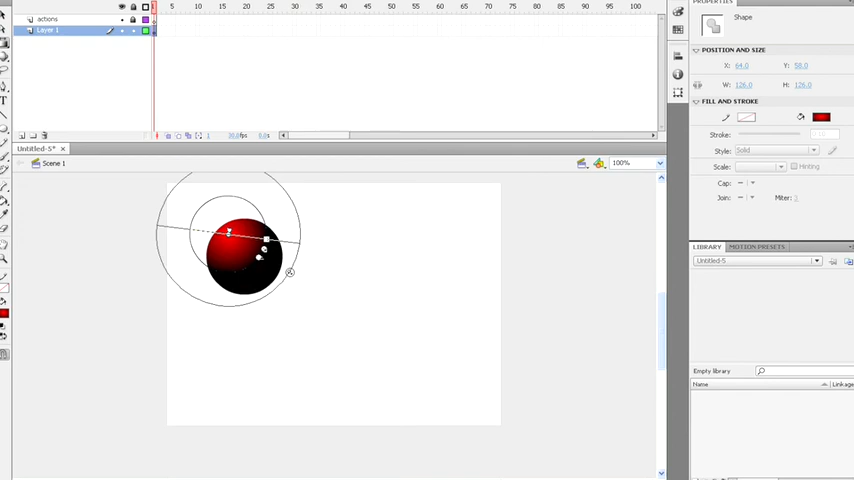 PROPERTIES
5 10 15 20 25 30 35 40 45 50 55 60 65 70 75 80 85 90 95 100
actions
Layer 1
Shape
POSITION AND SIZE
X: 64.0 Y: 58.0
W: 126.0 H: 126.0
FILL AND STROKE
Stroke:
Style: Solid
Scale: Hinting
Cap:
Join: Miter: 3
1 30.0fps 0.0s
Untitled-5*
Scene 1
100%
LIBRARY MOTION PRESETS
Untitled-5
Empty library
Name Linkage